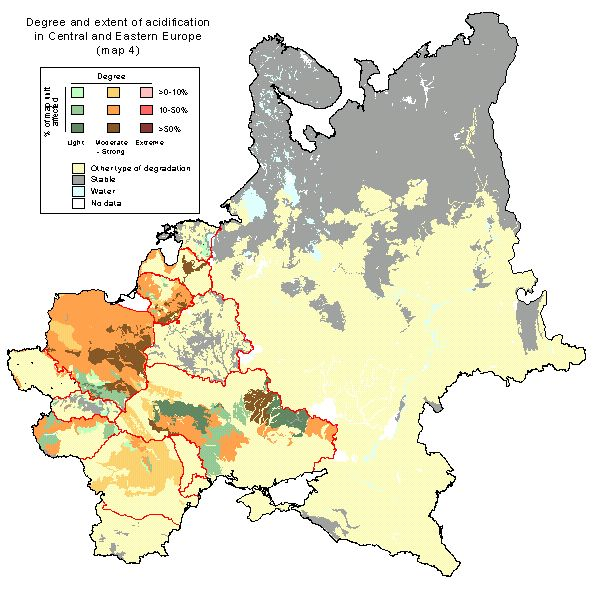 Degree and extent of acidification
in Central and Eastern Europe
(map 4)
Degree
% of map unit
affected
>0-10%
10-50%
>50%
Light
Moderate
- Strong
Extreme
Other type of degradation
Stable
Water
No data